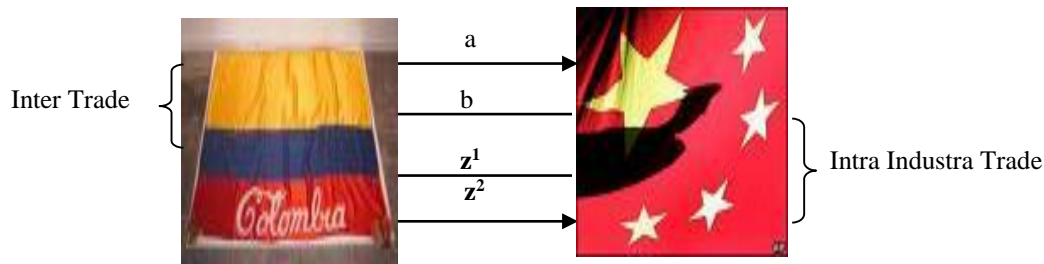 a
Inter Trade
b
z¹
z²
Intra Industra Trade
Colombia